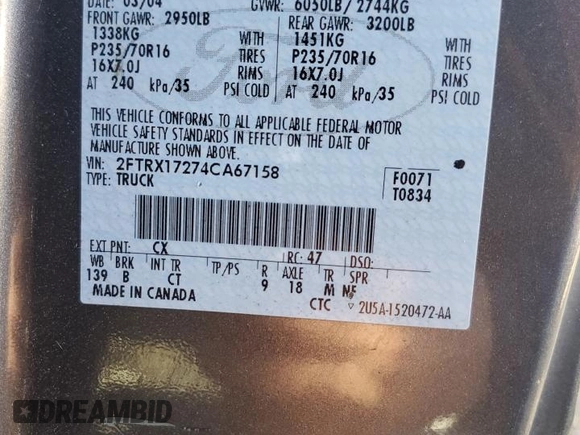 DATE: 03/04 GVWR: 6050LB / 2744KG
FRONT GAWR: 2950LB REAR GAWR: 3200LB
1338KG WITH 1451KG WITH
P235/70R16 TIRES P235/70R16 TIRES
16X7.0J RIMS 16X7.0J RIMS
AT 240 kPa/35 PSI COLD AT 240 kPa/35 PSI COLD
Ford
THIS VEHICLE CONFORMS TO ALL APPLICABLE FEDERAL MOTOR
VEHICLE SAFETY STANDARDS IN EFFECT ON THE DATE OF
MANUFACTURE SHOWN ABOVE.
VIN: 2FTRX17274CA67158 F0071
TYPE: TRUCK T0834
EXT PNT: CX RC: 47 DSO:
WB BRK INT TR TP/PS R AXLE TR SPR
139 B CT 9 18 M NF
MADE IN CANADA CTC ▽ 2U5A-1520472-AA
DREAMBID